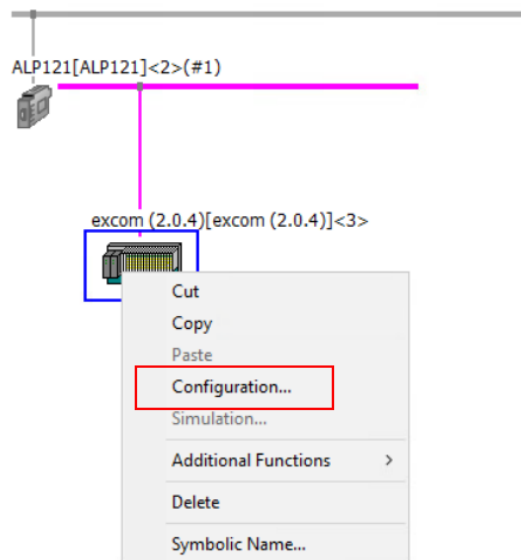 ALP121[ALP121]<2>(#1)
excom (2.0.4)[excom (2.0.4)]<3>
Cut
Copy
Paste
Configuration...
Simulation...
Additional Functions >
Delete
Symbolic Name...